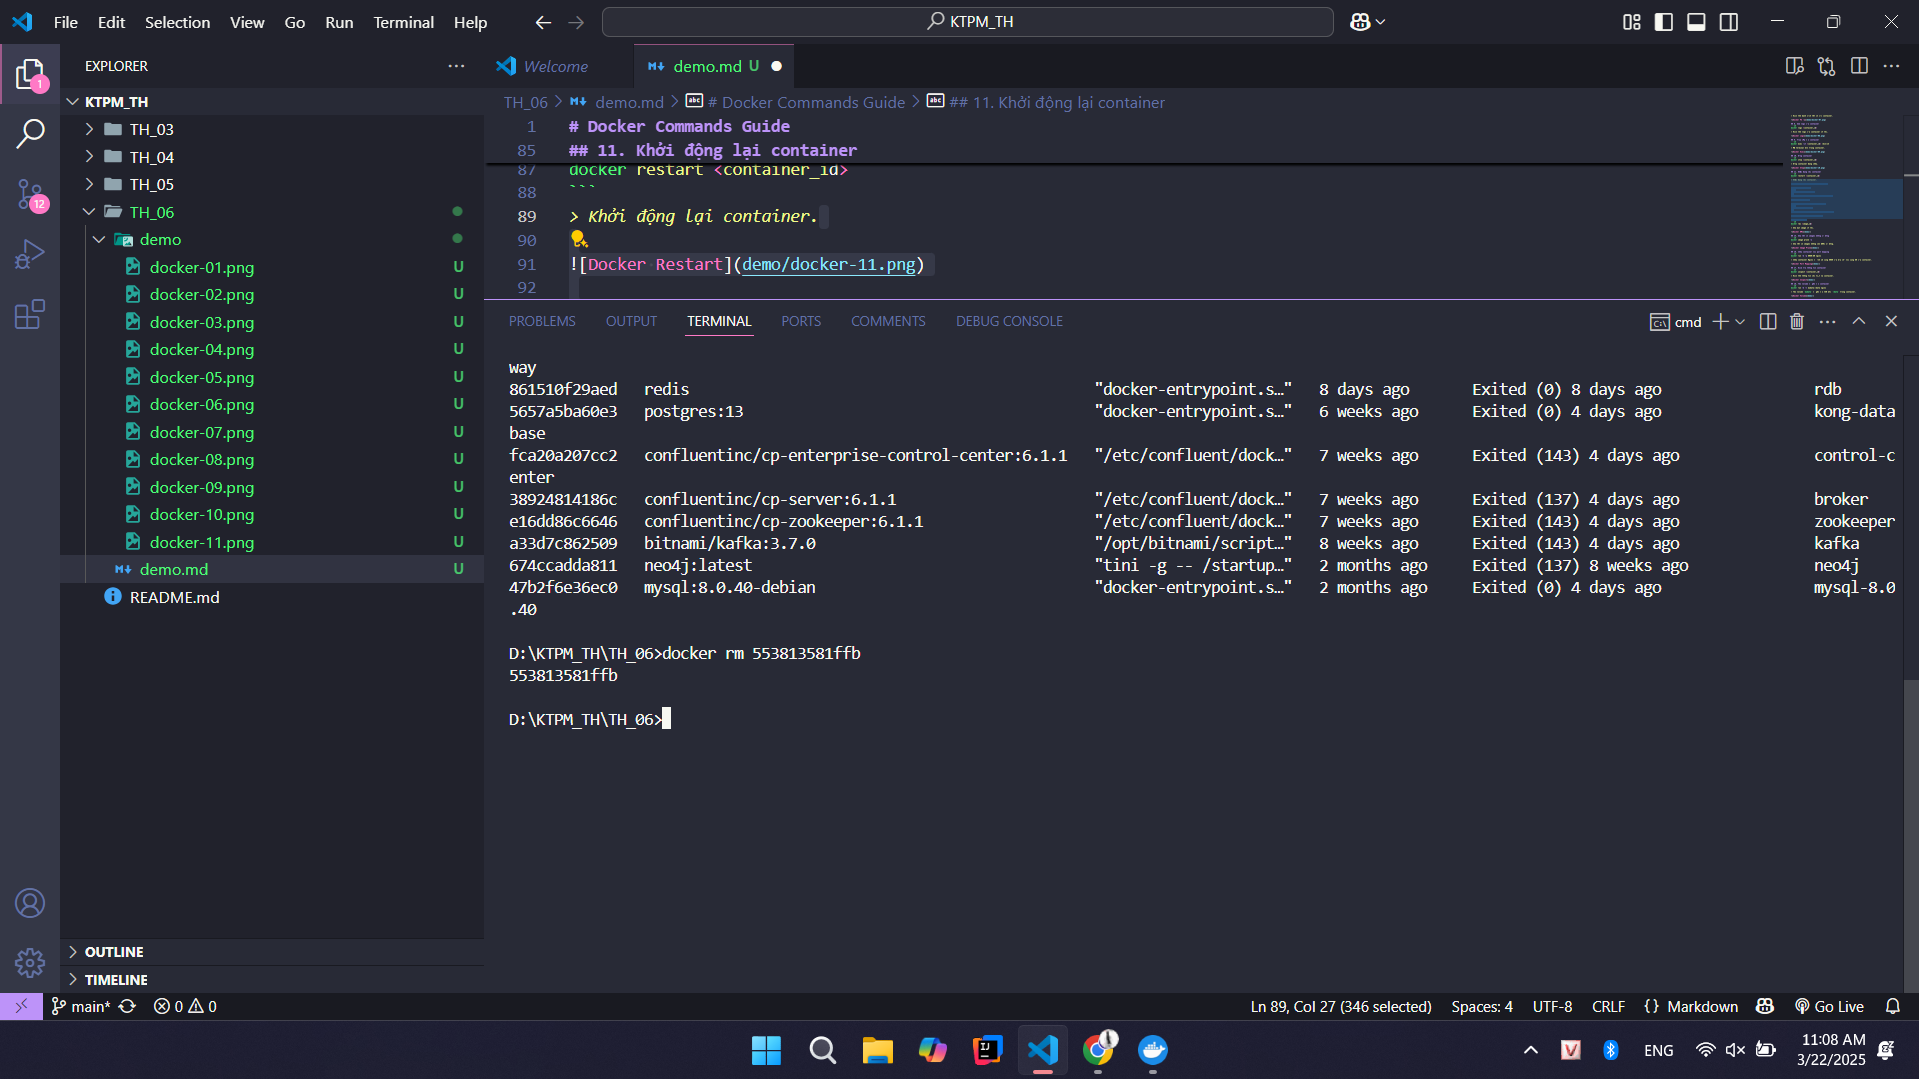 File Edit Selection View Go Run Terminal Help
KTPM_TH
EXPLORER
KTPM_TH
TH_03
TH_04
TH_05
TH_06
demo
docker-01.png U
docker-02.png U
docker-03.png U
docker-04.png U
docker-05.png U
docker-06.png U
docker-07.png U
docker-08.png U
docker-09.png U
docker-10.png U
docker-11.png U
demo.md U
README.md
OUTLINE
TIMELINE
1
12
Welcome
demo.md U
TH_06 > demo.md > # Docker Commands Guide > ## 11. Khởi động lại container
1 # Docker Commands Guide
85 ## 11. Khởi động lại container
87 docker restart <container_id>
88 ```
89 > Khởi động lại container.
90
91 ![Docker Restart](demo/docker-11.png)
92
PROBLEMS OUTPUT TERMINAL PORTS COMMENTS DEBUG CONSOLE
cmd
way
861510f29aed redis "docker-entrypoint.s…" 8 days ago Exited (0) 8 days ago rdb
5657a5ba60e3 postgres:13 "docker-entrypoint.s…" 6 weeks ago Exited (0) 4 days ago kong-data
base
fca20a207cc2 confluentinc/cp-enterprise-control-center:6.1.1 "/etc/confluent/dock…" 7 weeks ago Exited (143) 4 days ago control-c
enter
38924814186c confluentinc/cp-server:6.1.1 "/etc/confluent/dock…" 7 weeks ago Exited (137) 4 days ago broker
e16dd86c6646 confluentinc/cp-zookeeper:6.1.1 "/etc/confluent/dock…" 7 weeks ago Exited (143) 4 days ago zookeeper
a33d7c862509 bitnami/kafka:3.7.0 "/opt/bitnami/script…" 8 weeks ago Exited (143) 4 days ago kafka
674ccadda811 neo4j:latest "tini -g -- /startup…" 2 months ago Exited (137) 8 weeks ago neo4j
47b2f6e36ec0 mysql:8.0.40-debian "docker-entrypoint.s…" 2 months ago Exited (0) 4 days ago mysql-8.0
.40
D:\KTPM_TH\TH_06>docker rm 553813581ffb
553813581ffb
D:\KTPM_TH\TH_06>
main* 0 0
Ln 89, Col 27 (346 selected) Spaces: 4 UTF-8 CRLF {} Markdown Go Live
ENG
11:08 AM
3/22/2025